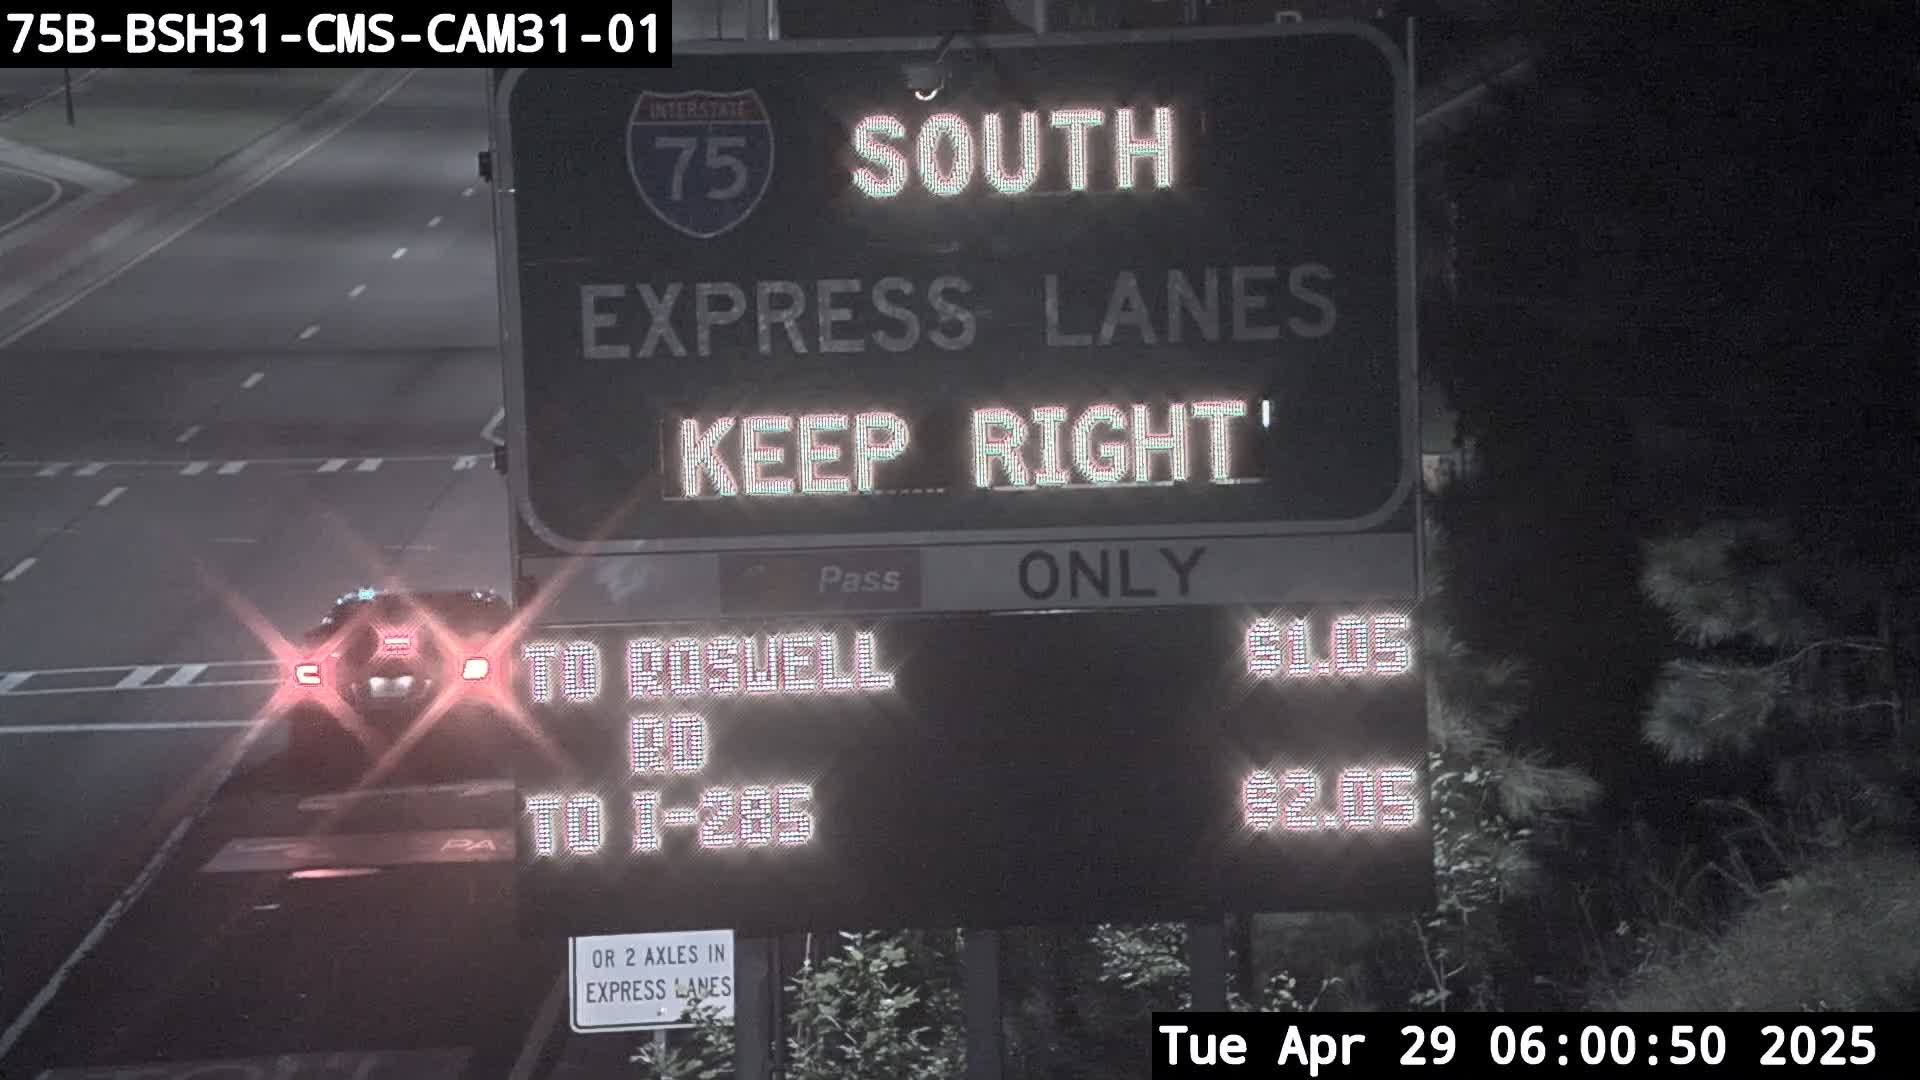 75B-BSH31-CMS-CAM31-01
INTERSTATE
75
SOUTH
EXPRESS LANES
KEEP RIGHT
Pass ONLY
TO ROSWELL $1.05
RD
TO I-285 $2.05
PA
OR 2 AXLES IN
EXPRESS LANES
Tue Apr 29 06:00:50 2025